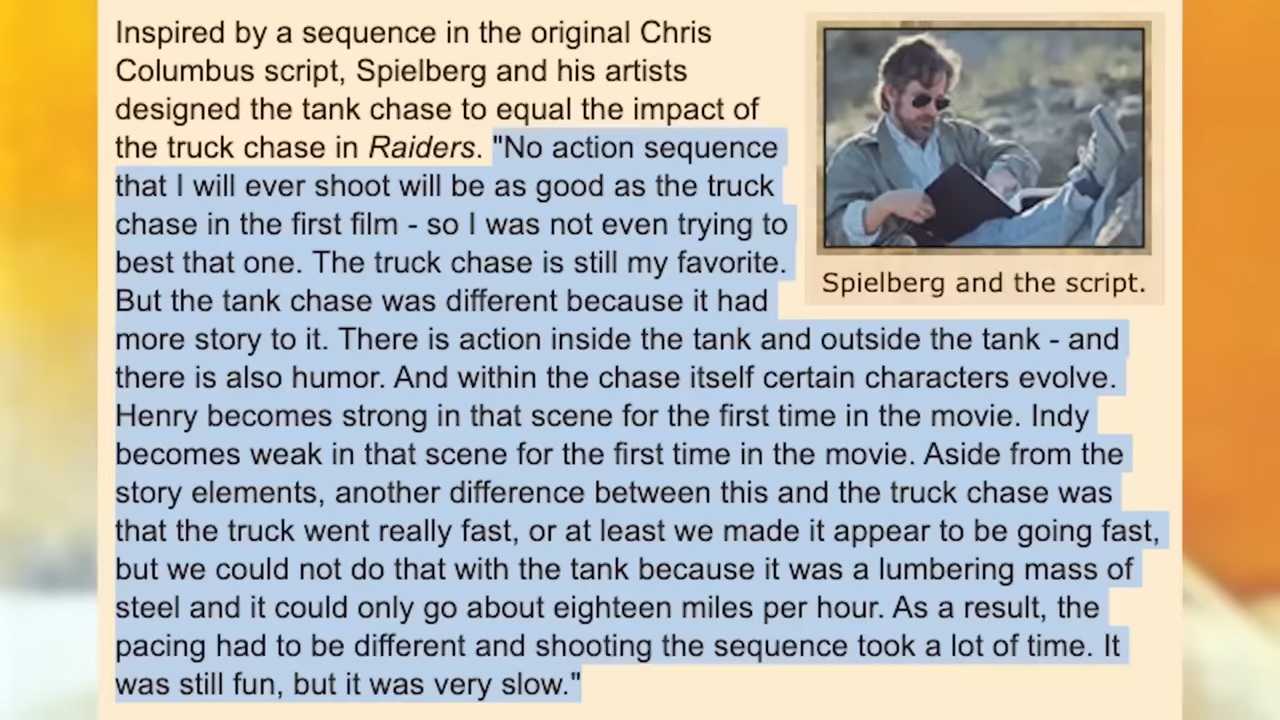 Inspired by a sequence in the original Chris
Columbus script, Spielberg and his artists
designed the tank chase to equal the impact of
the truck chase in Raiders. "No action sequence
that I will ever shoot will be as good as the truck
chase in the first film - so I was not even trying to
best that one. The truck chase is still my favorite.
But the tank chase was different because it had
more story to it. There is action inside the tank and outside the tank - and
there is also humor. And within the chase itself certain characters evolve.
Henry becomes strong in that scene for the first time in the movie. Indy
becomes weak in that scene for the first time in the movie. Aside from the
story elements, another difference between this and the truck chase was
that the truck went really fast, or at least we made it appear to be going fast,
but we could not do that with the tank because it was a lumbering mass of
steel and it could only go about eighteen miles per hour. As a result, the
pacing had to be different and shooting the sequence took a lot of time. It
was still fun, but it was very slow."
Spielberg and the script.